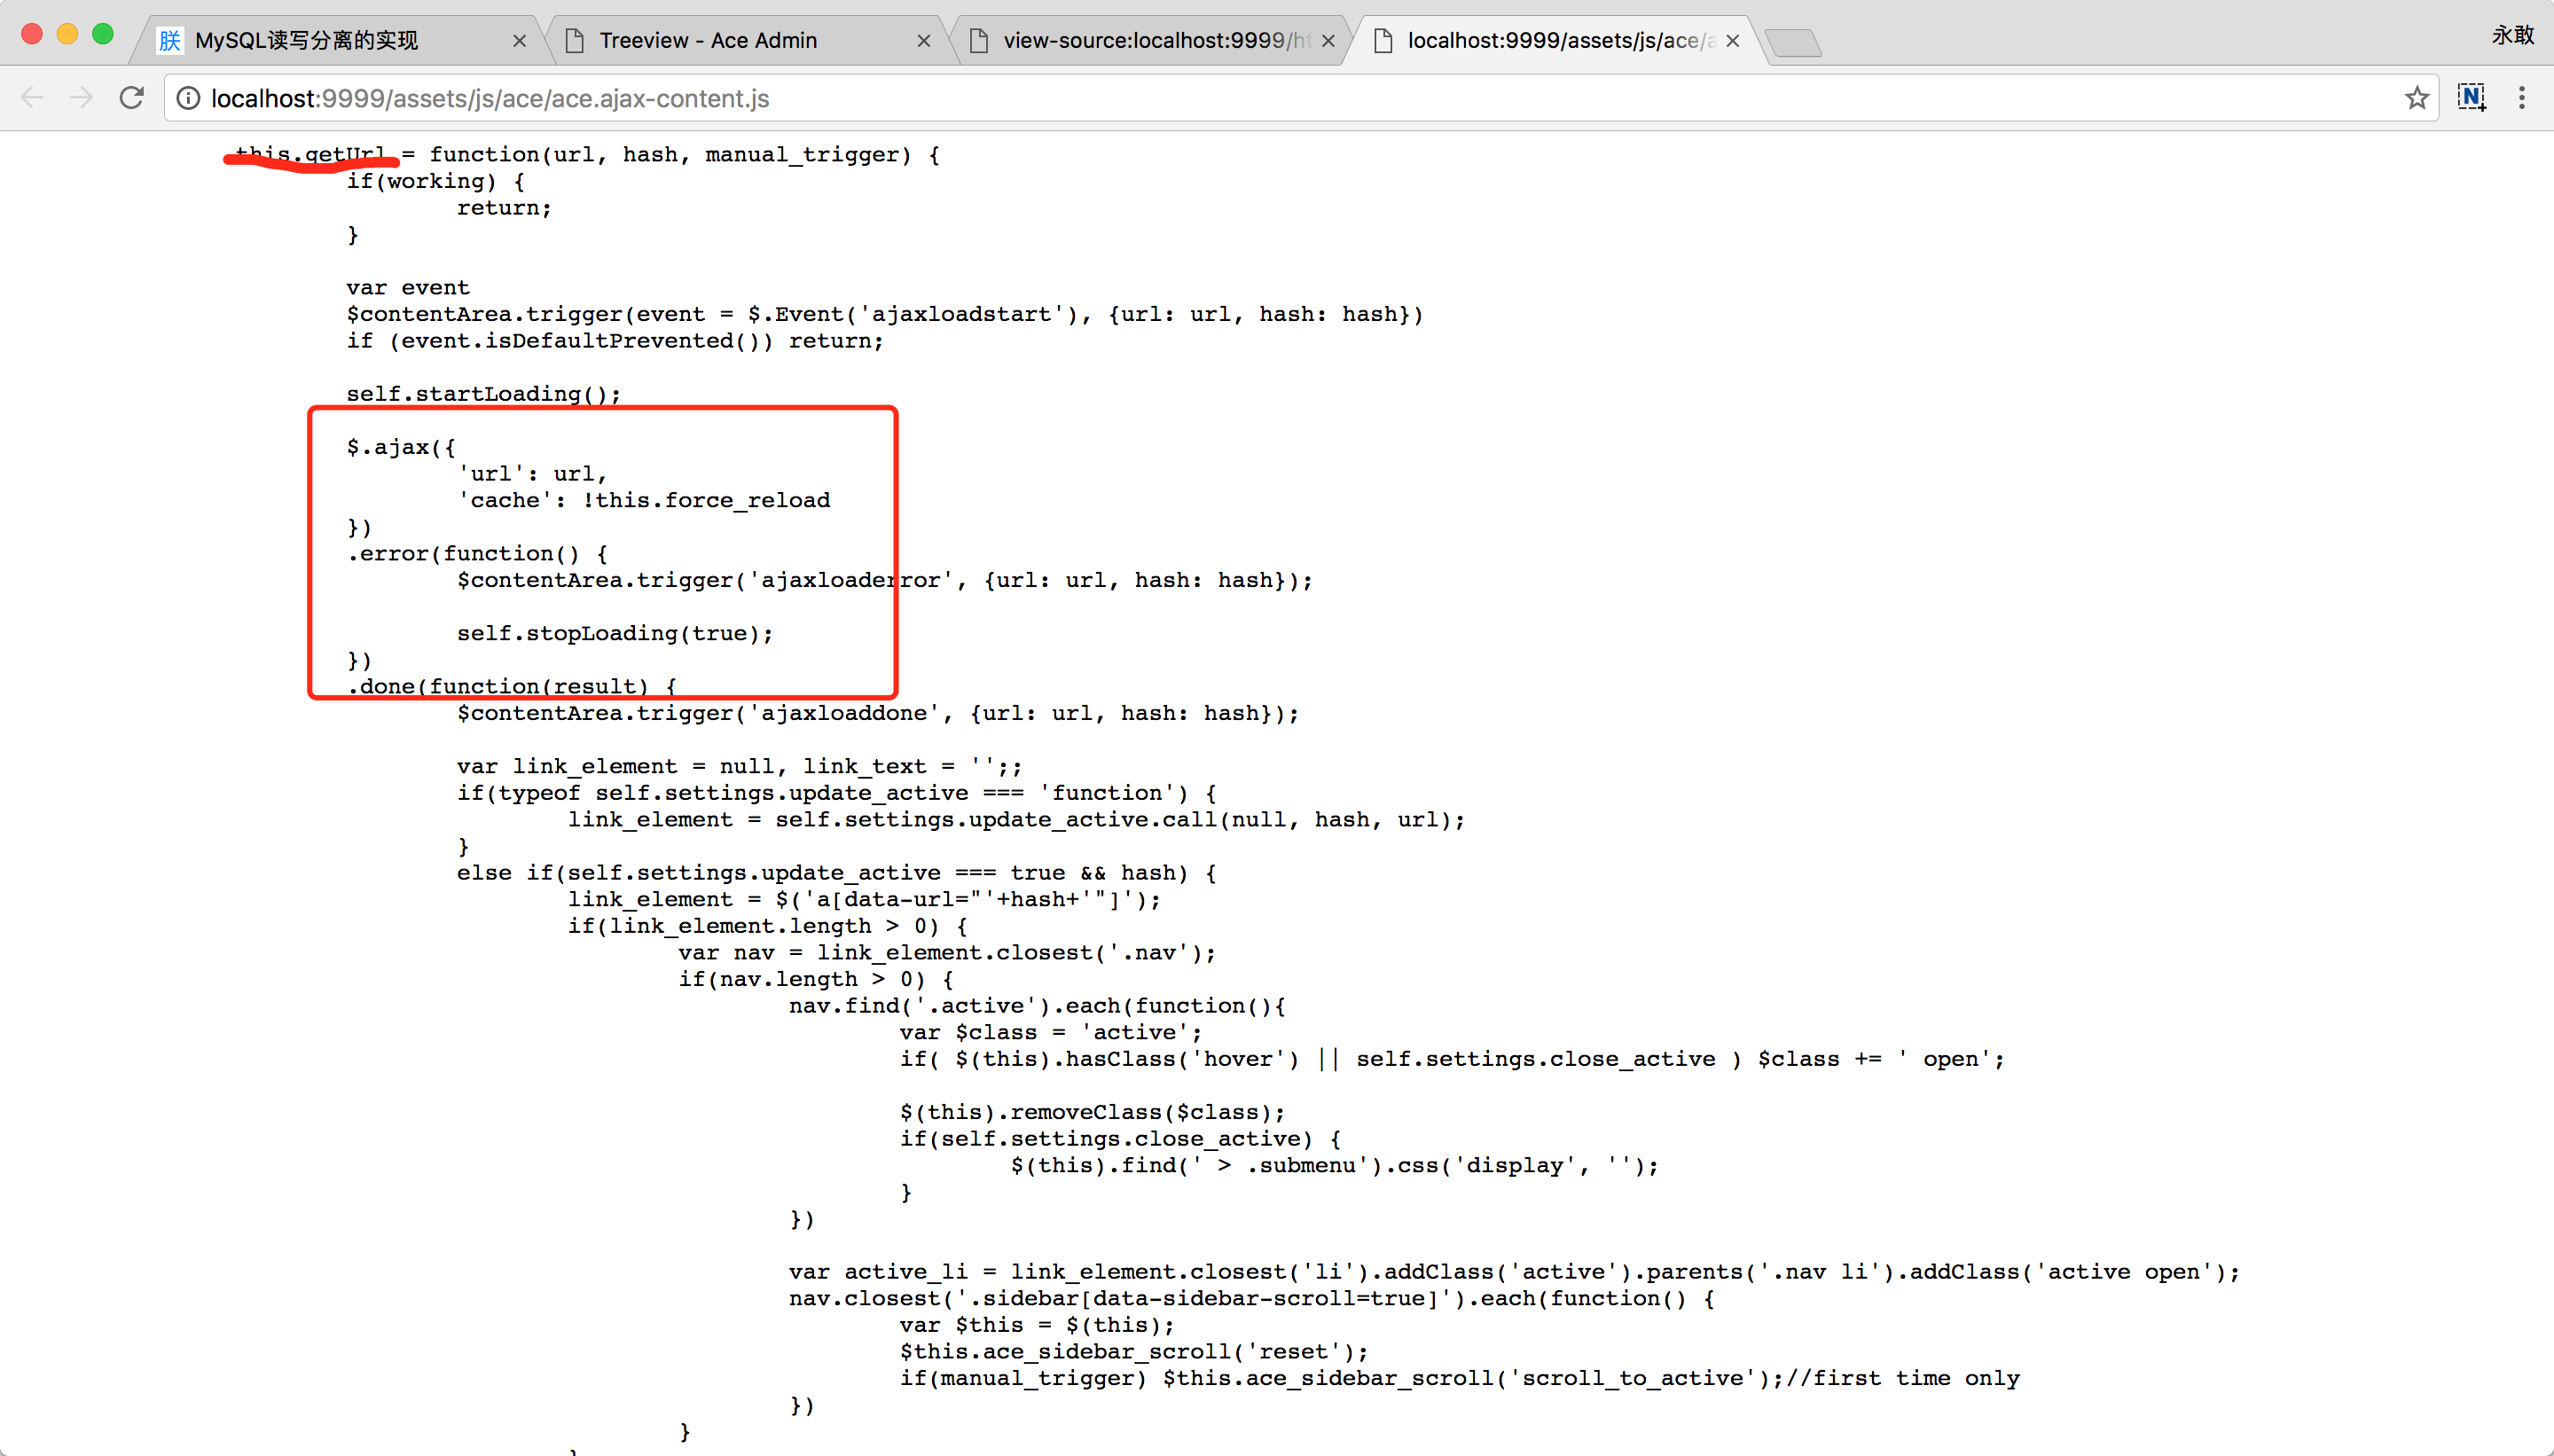 朕 MySQL读写分离的实现
Treeview - Ace Admin
view-source:localhost:9999/ht
localhost:9999/assets/js/ace/a
永敢
localhost:9999/assets/js/ace/ace.ajax-content.js
N
this.getUrl = function(url, hash, manual_trigger) {
if(working) {
return;
}
var event
$contentArea.trigger(event = $.Event('ajaxloadstart'), {url: url, hash: hash})
if (event.isDefaultPrevented()) return;
self.startLoading();
$.ajax({
'url': url,
'cache': !this.force_reload
})
.error(function() {
$contentArea.trigger('ajaxloaderror', {url: url, hash: hash});
self.stopLoading(true);
})
.done(function(result) {
$contentArea.trigger('ajaxloaddone', {url: url, hash: hash});
var link_element = null, link_text = '';;
if(typeof self.settings.update_active === 'function') {
link_element = self.settings.update_active.call(null, hash, url);
}
else if(self.settings.update_active === true && hash) {
link_element = $('a[data-url="'+hash+'"]');
if(link_element.length > 0) {
var nav = link_element.closest('.nav');
if(nav.length > 0) {
nav.find('.active').each(function(){
var $class = 'active';
if( $(this).hasClass('hover') || self.settings.close_active ) $class += ' open';
$(this).removeClass($class);
if(self.settings.close_active) {
$(this).find(' > .submenu').css('display', '');
}
})
var active_li = link_element.closest('li').addClass('active').parents('.nav li').addClass('active open');
nav.closest('.sidebar[data-sidebar-scroll=true]').each(function() {
var $this = $(this);
$this.ace_sidebar_scroll('reset');
if(manual_trigger) $this.ace_sidebar_scroll('scroll_to_active');//first time only
})
}
}